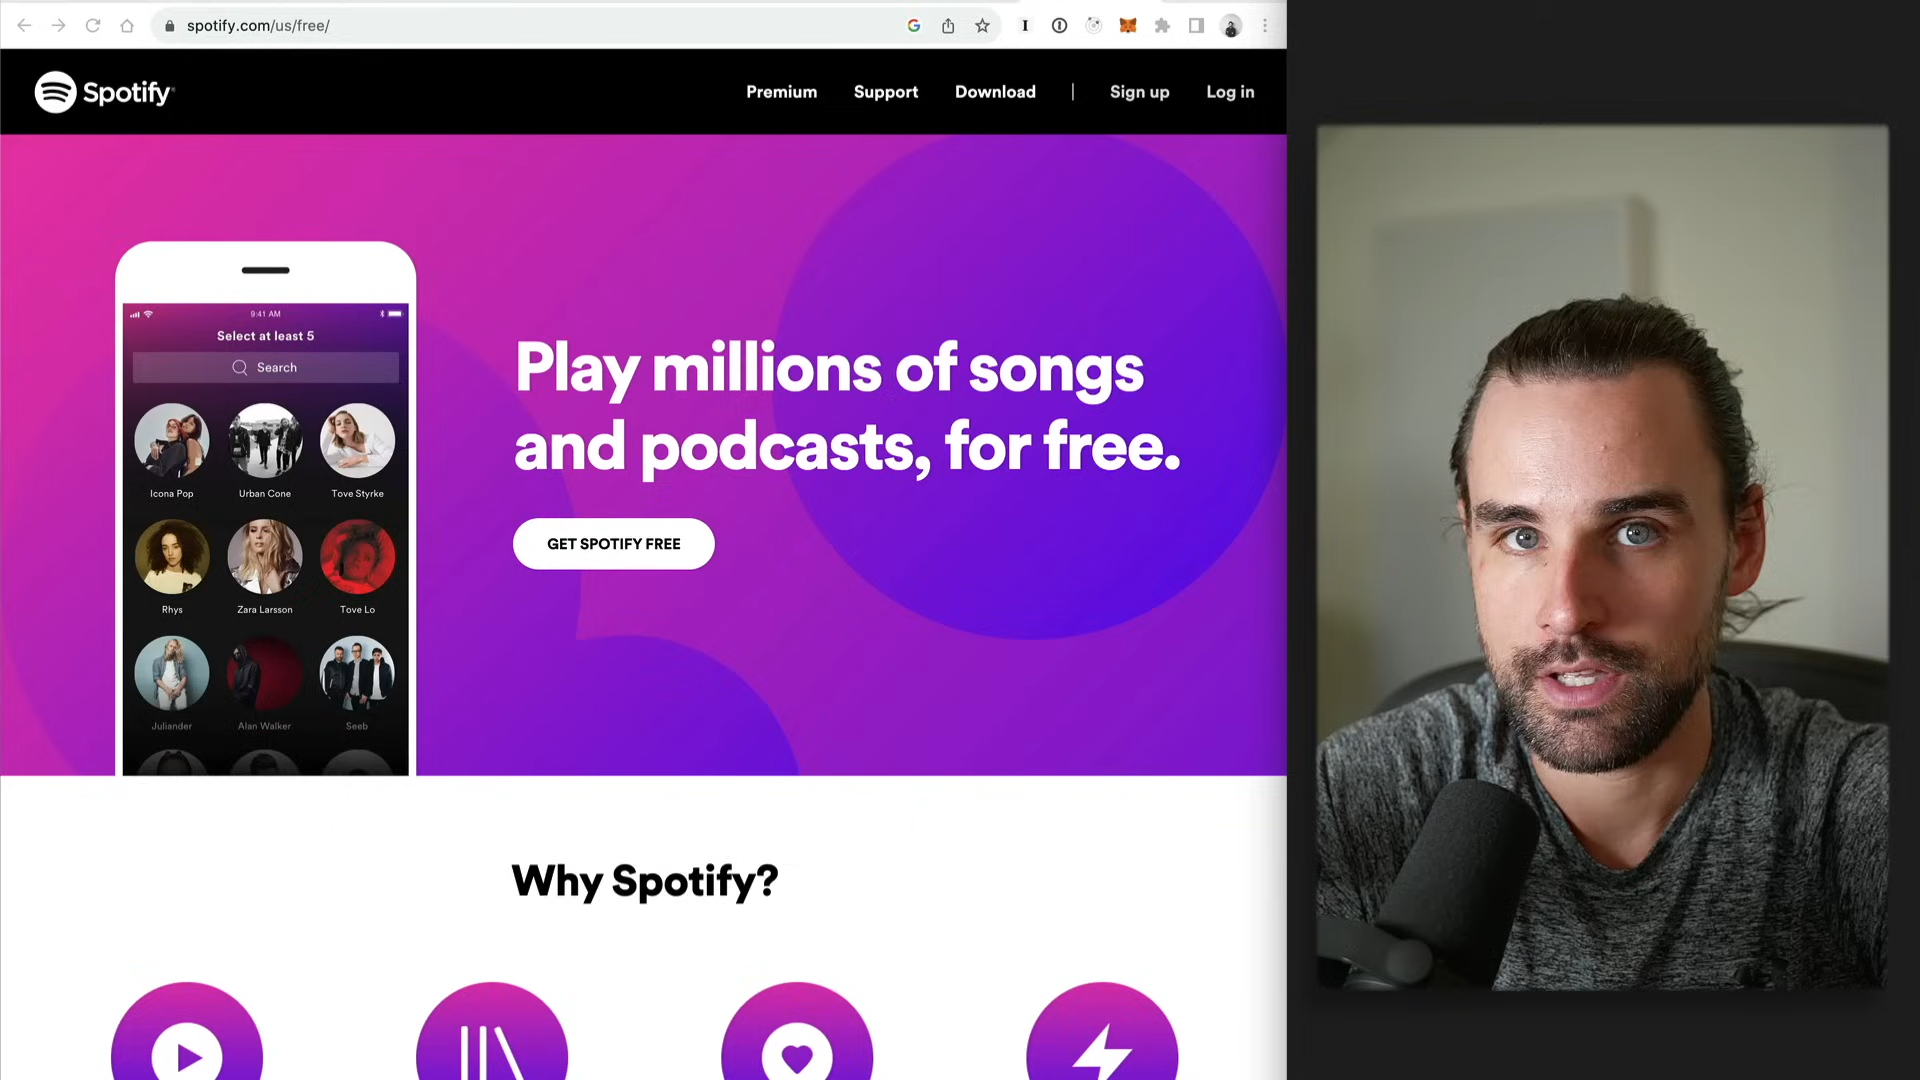 spotify.com/us/free/
Spotify
Premium
Support
Download
Sign up
Log in
9:41 AM
Select at least 5
Search
Icona Pop
Urban Cone
Tove Styrke
Rhys
Zara Larsson
Tove Lo
Juliander
Alan Walker
Seeb
Play millions of songs
and podcasts, for free.
GET SPOTIFY FREE
Why Spotify?